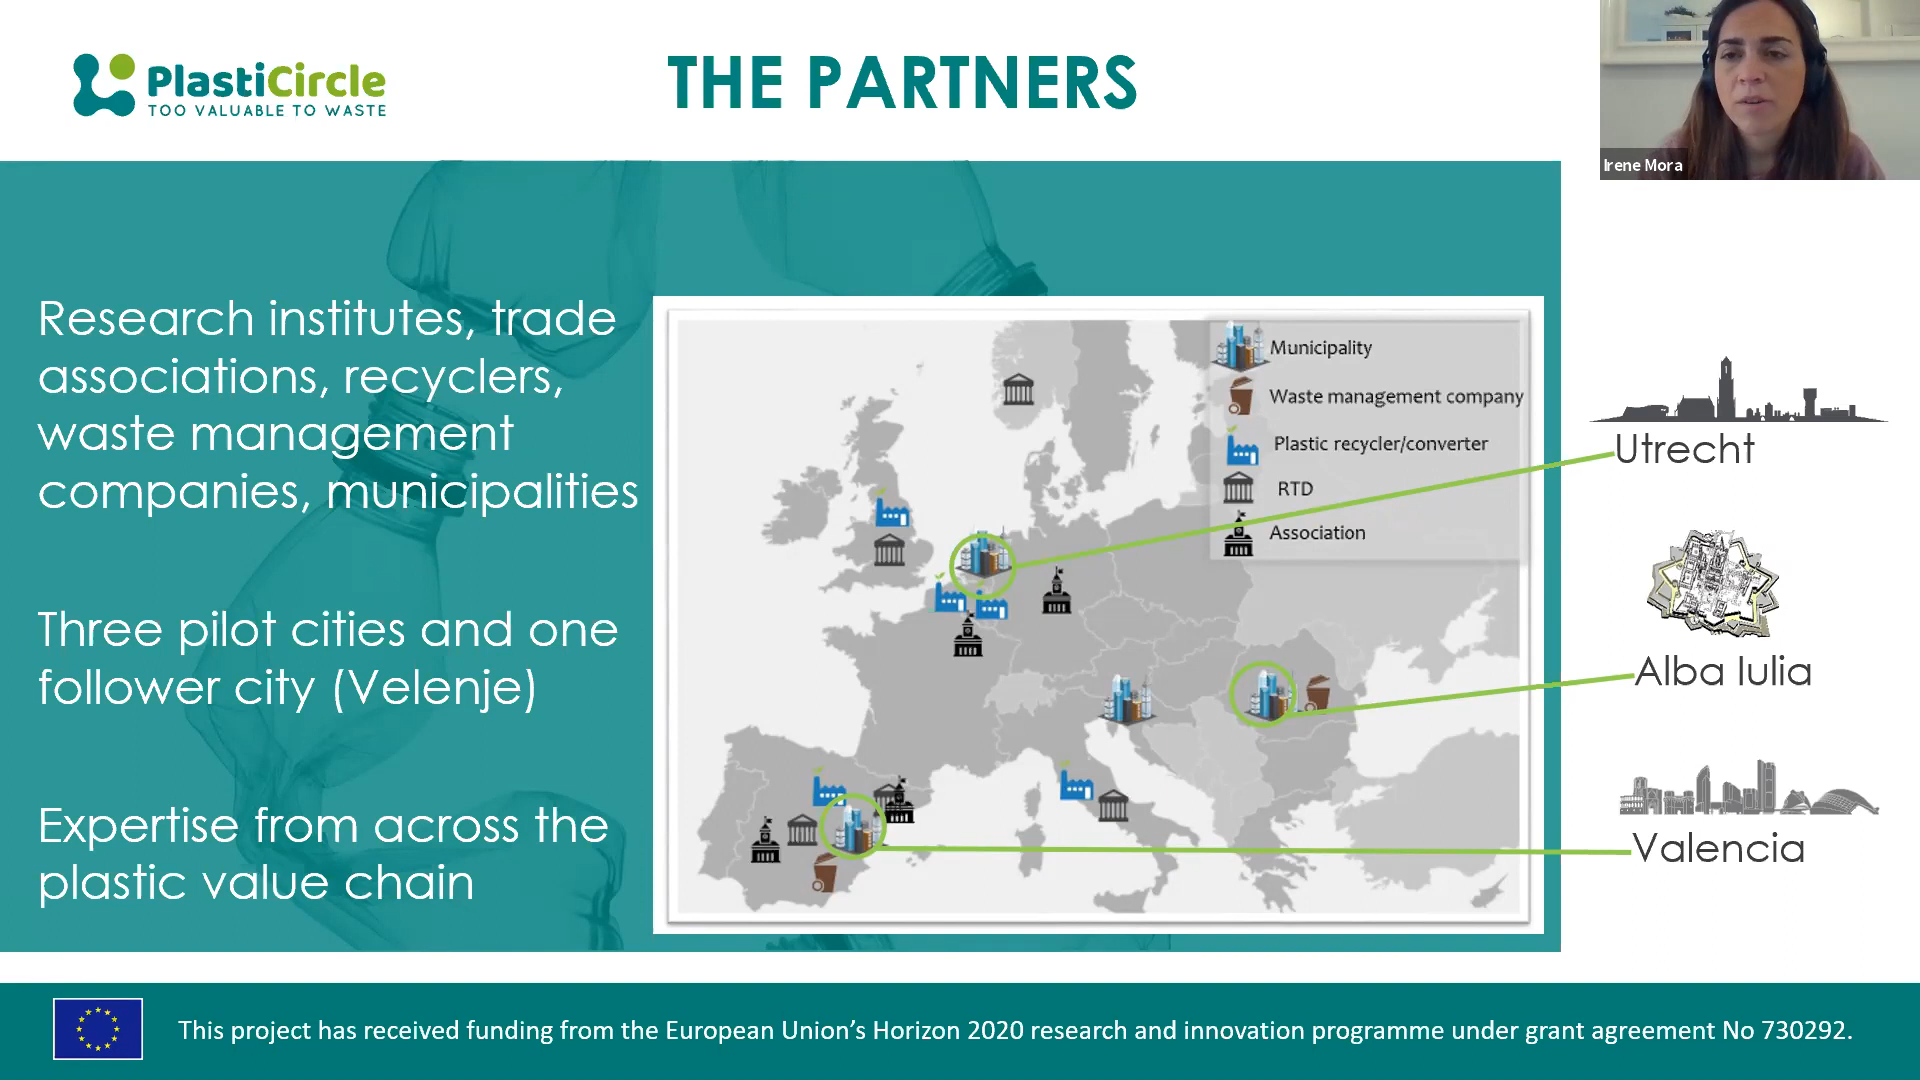 PlastiCircle
TOO VALUABLE TO WASTE
THE PARTNERS
Irene Mora
Research institutes, trade
associations, recyclers,
waste management
companies, municipalities
Three pilot cities and one
follower city (Velenje)
Expertise from across the
plastic value chain
Municipality
Waste management company
Plastic recycler/converter
RTD
Association
Utrecht
Alba Iulia
Valencia
This project has received funding from the European Union’s Horizon 2020 research and innovation programme under grant agreement No 730292.